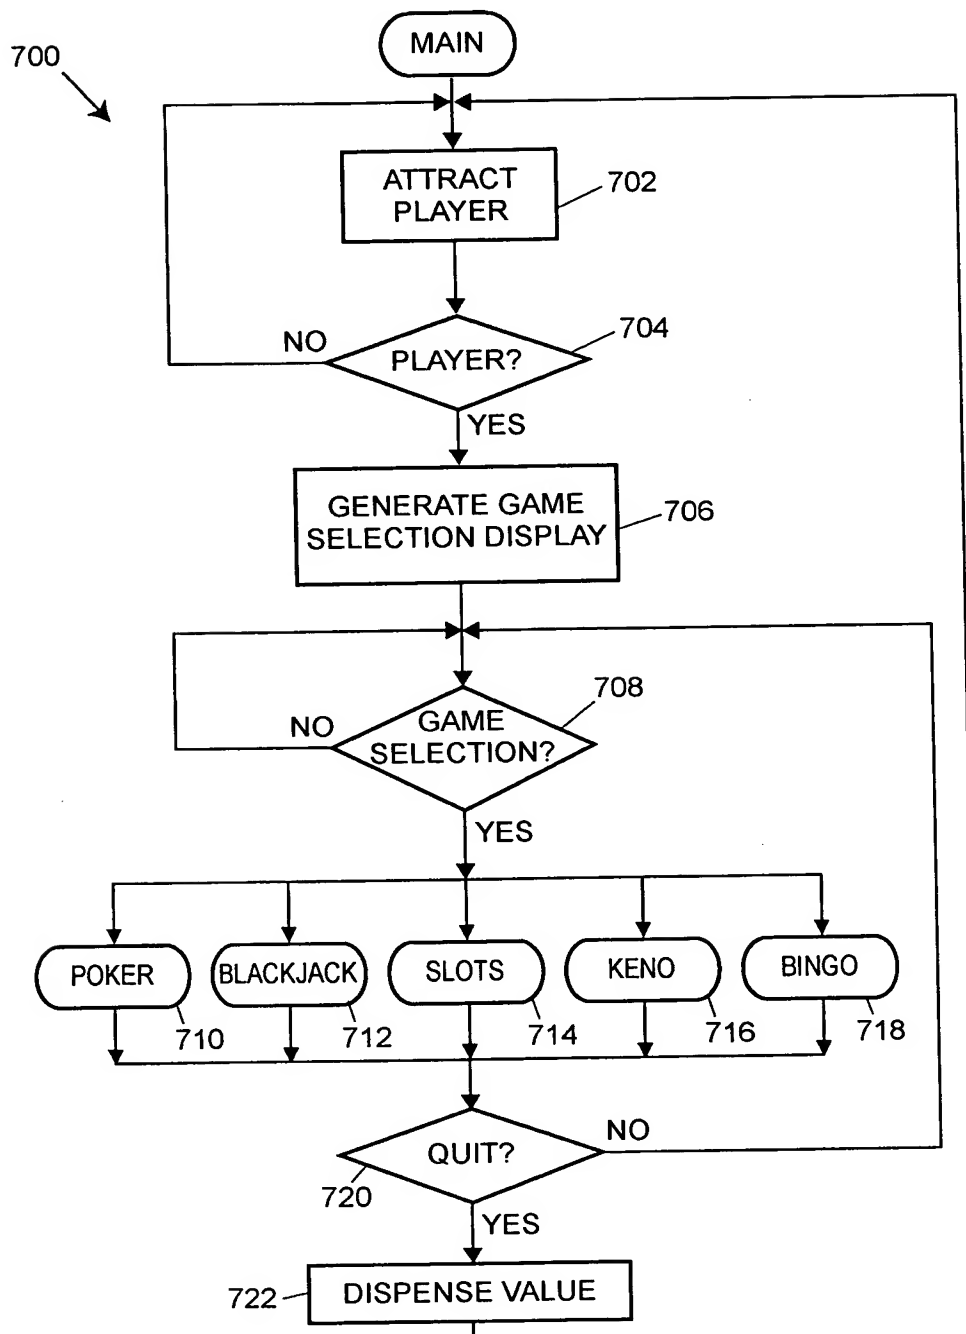 MAIN
700
ATTRACT
PLAYER
702
704
NO
PLAYER?
YES
GENERATE GAME
SELECTION DISPLAY
706
708
NO
GAME
SELECTION?
YES
POKER
BLACKJACK
SLOTS
KENO
BINGO
710
712
714
716
718
QUIT?
NO
720
YES
722
DISPENSE VALUE